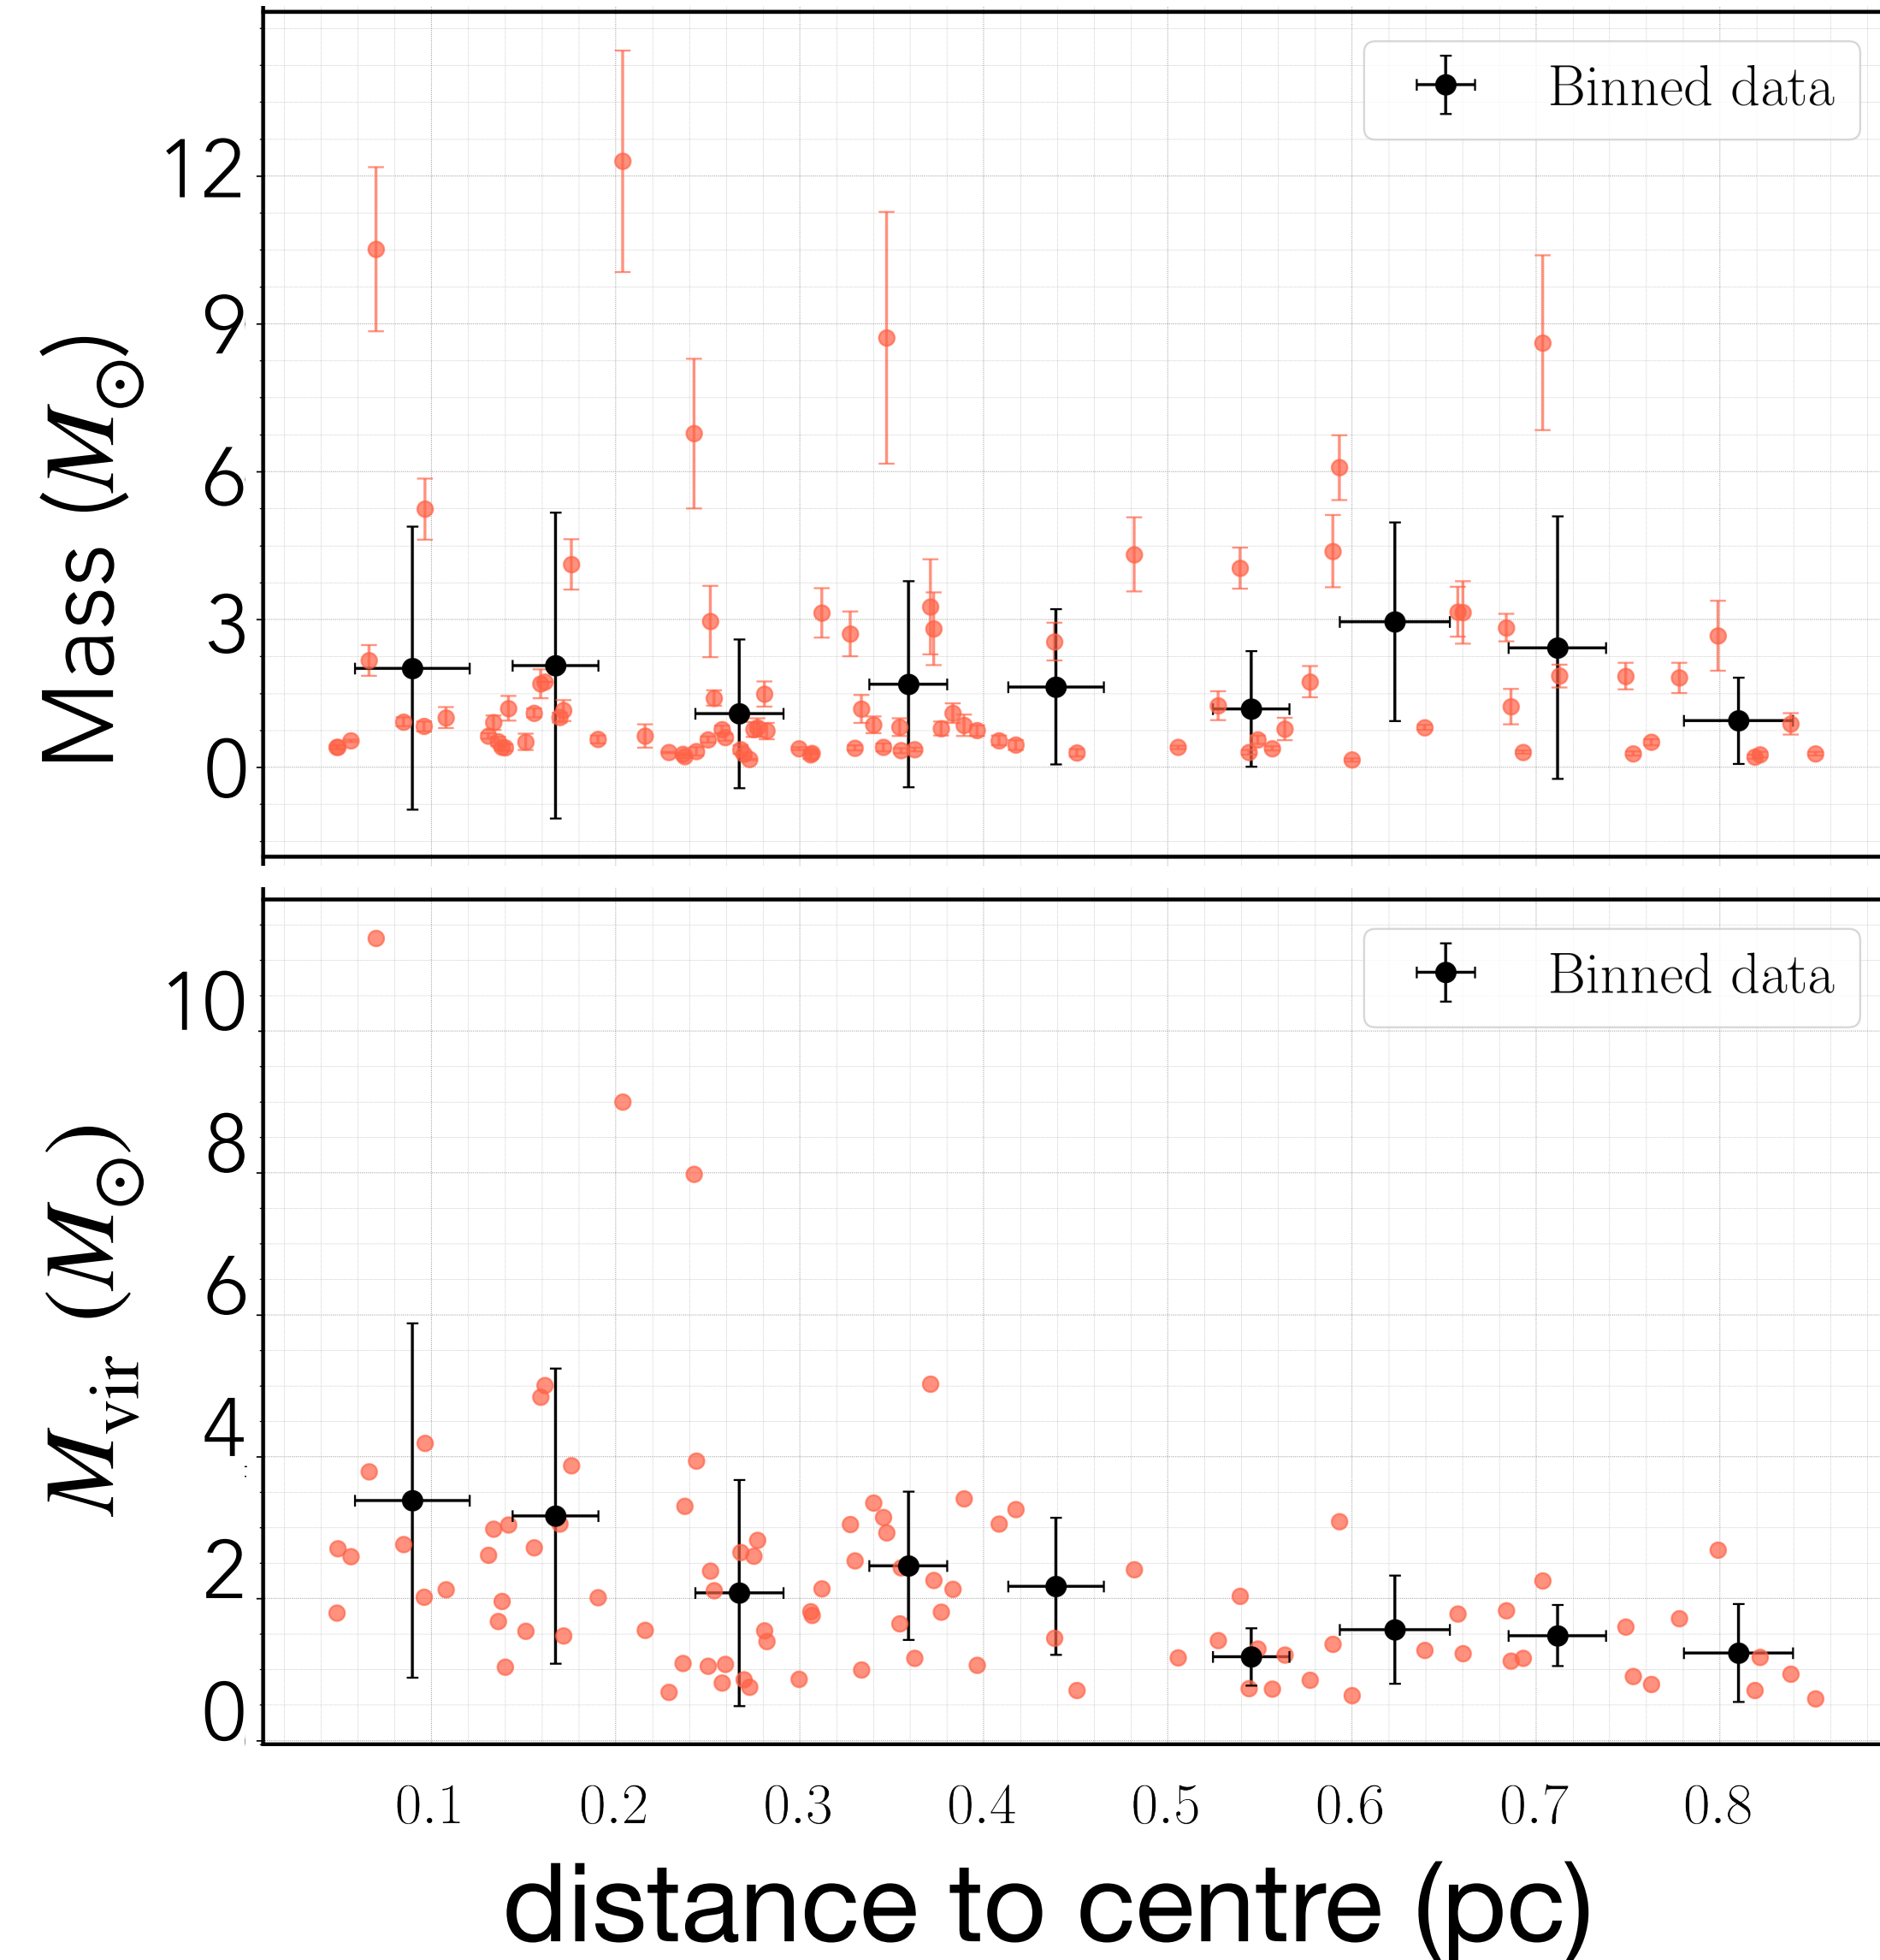 Mass (M⊙)
12
9
6
3
0
Binned data
Mvir (M⊙)
10
8
6
4
2
0
Binned data
0.1 0.2 0.3 0.4 0.5 0.6 0.7 0.8
distance to centre (pc)